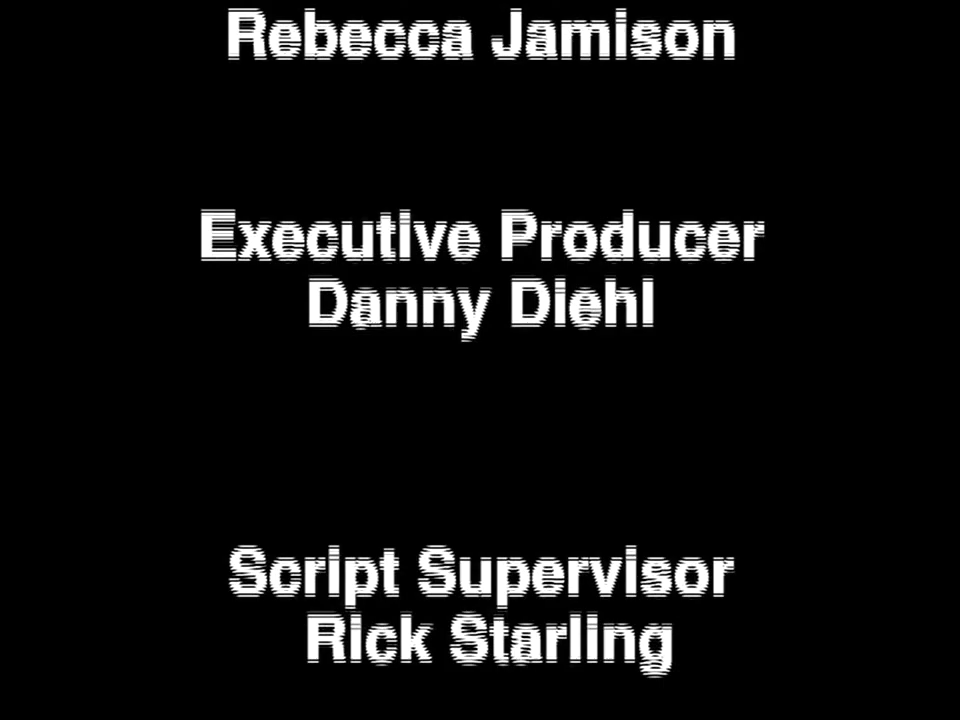 Rebecca Jamison
Executive Producer
Danny Diehl
Script Supervisor
Rick Starling